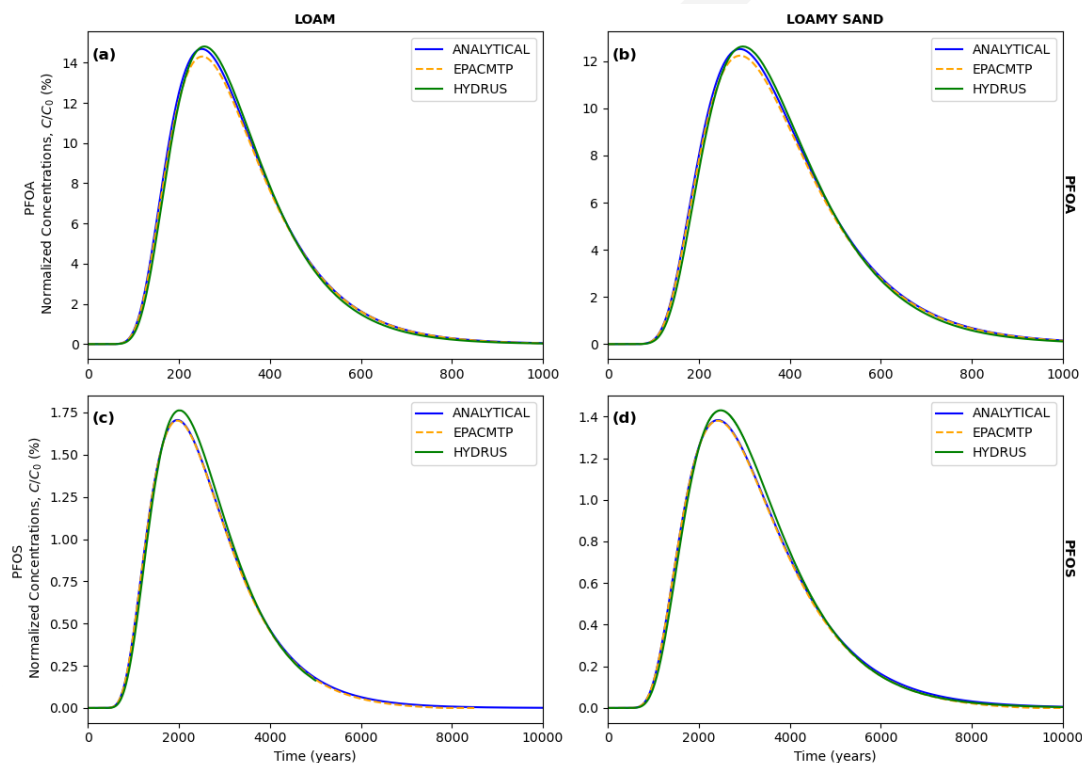 LOAM
LOAMY SAND
(a)
ANALYTICAL
EPACMTP
HYDRUS
PFOA
Normalized Concentrations, C/C₀ (%)
14
12
10
8
6
4
2
0
0 200 400 600 800 1000
(b)
ANALYTICAL
EPACMTP
HYDRUS
12
10
8
6
4
2
0
0 200 400 600 800 1000
PFOA
(c)
ANALYTICAL
EPACMTP
HYDRUS
PFOS
Normalized Concentrations, C/C₀ (%)
1.75
1.50
1.25
1.00
0.75
0.50
0.25
0.00
0 2000 4000 6000 8000 10000
Time (years)
(d)
ANALYTICAL
EPACMTP
HYDRUS
1.4
1.2
1.0
0.8
0.6
0.4
0.2
0.0
0 2000 4000 6000 8000 10000
Time (years)
PFOS